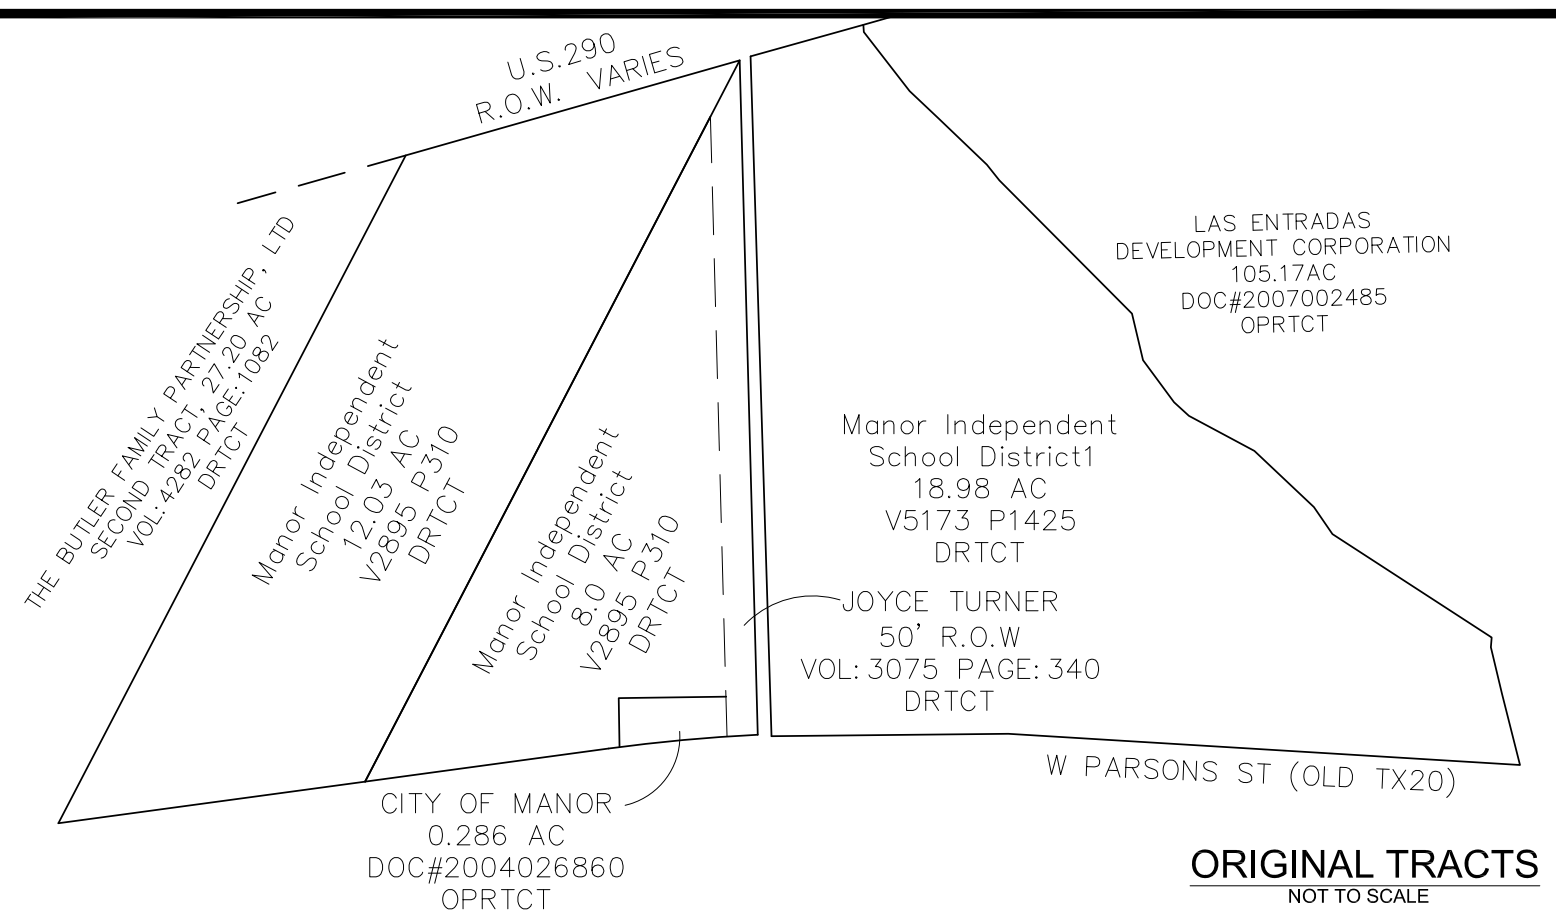 U.S.290
R.O.W. VARIES
THE BUTLER FAMILY PARTNERSHIP, LTD
SECOND TRACT, 27.20 AC
VOL: 4282 PAGE: 1082
DRTCT
Manor Independent
School District
12.03 AC
V2895 P310
DRTCT
Manor Independent
School District
8.0 AC
V2895 P310
DRTCT
LAS ENTRADAS
DEVELOPMENT CORPORATION
105.17AC
DOC#2007002485
OPRTCT
Manor Independent
School District1
18.98 AC
V5173 P1425
DRTCT
JOYCE TURNER
50' R.O.W
VOL: 3075 PAGE: 340
DRTCT
W PARSONS ST (OLD TX20)
CITY OF MANOR
0.286 AC
DOC#2004026860
OPRTCT
ORIGINAL TRACTS
NOT TO SCALE